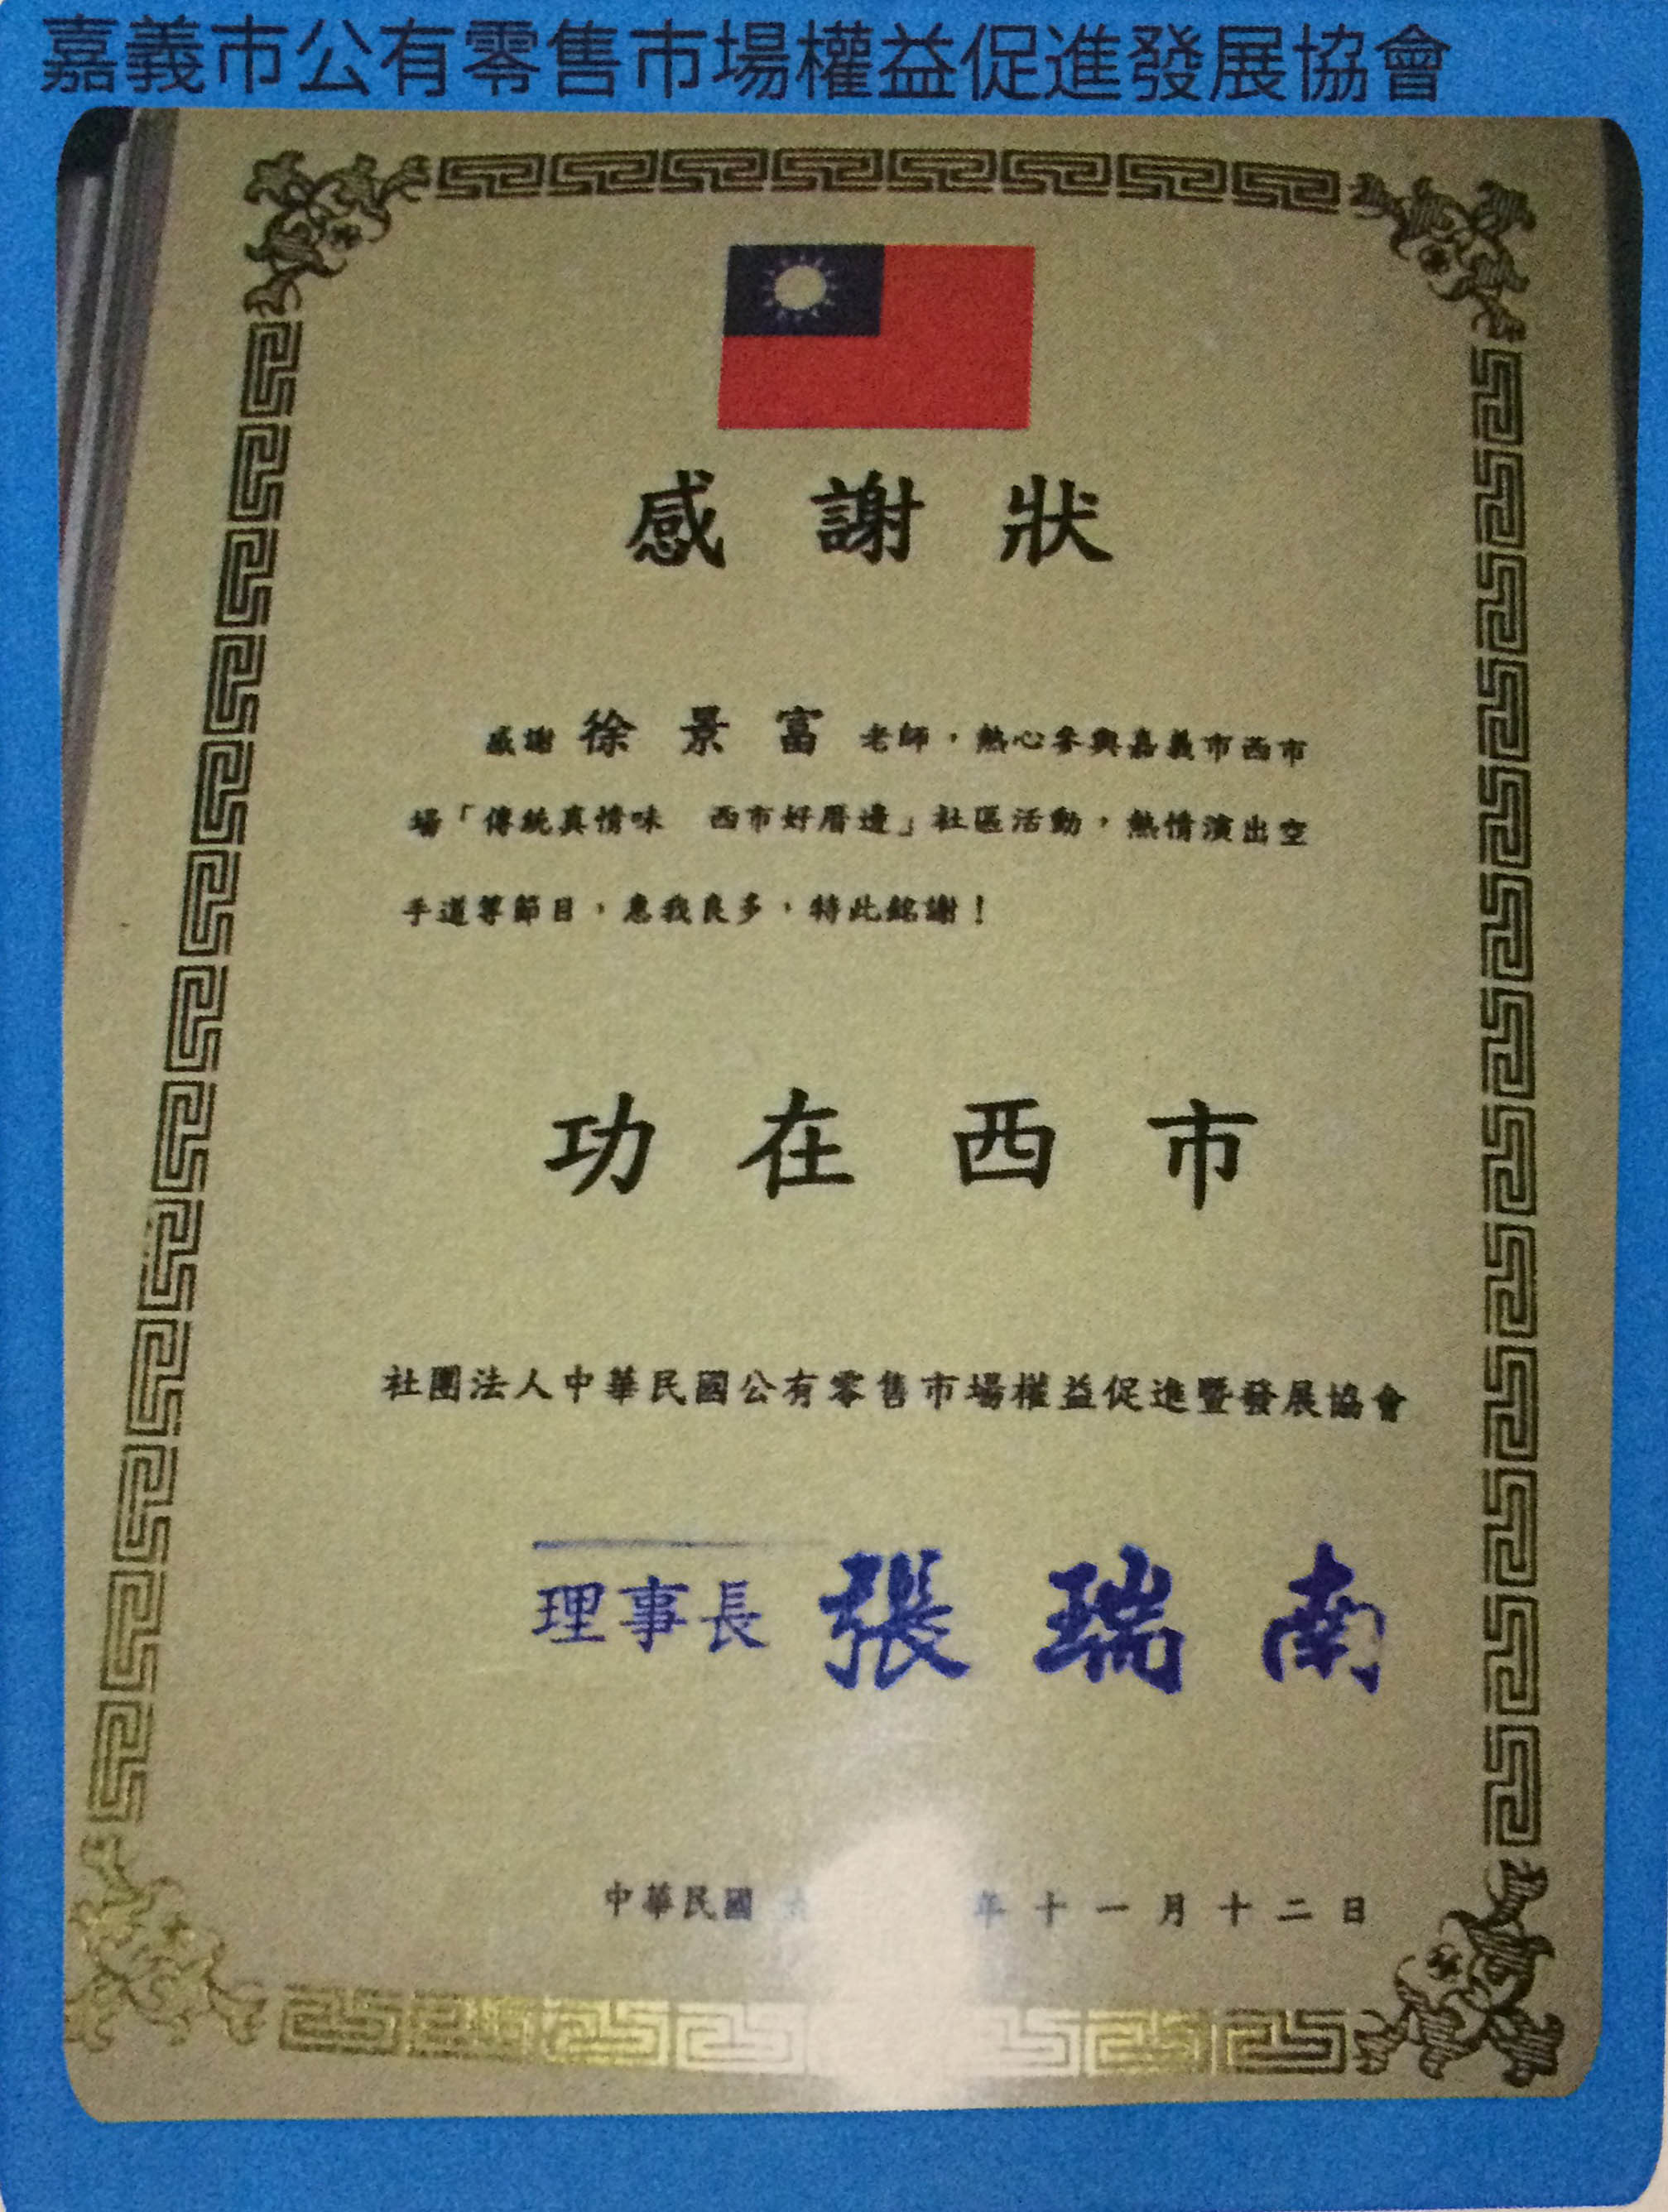 嘉義市公有零售市場權益促進發展協會
感謝狀
感謝 徐景富 老師，熱心參與嘉義市西市
場「傳統真情味 西市好厝邊」社區活動，熱情演出空
手道等節目，惠我良多，特此銘謝！
功在西市
社團法人中華民國公有零售市場權益促進暨發展協會
理事長 張瑞南
中華民國 年十一月十二日